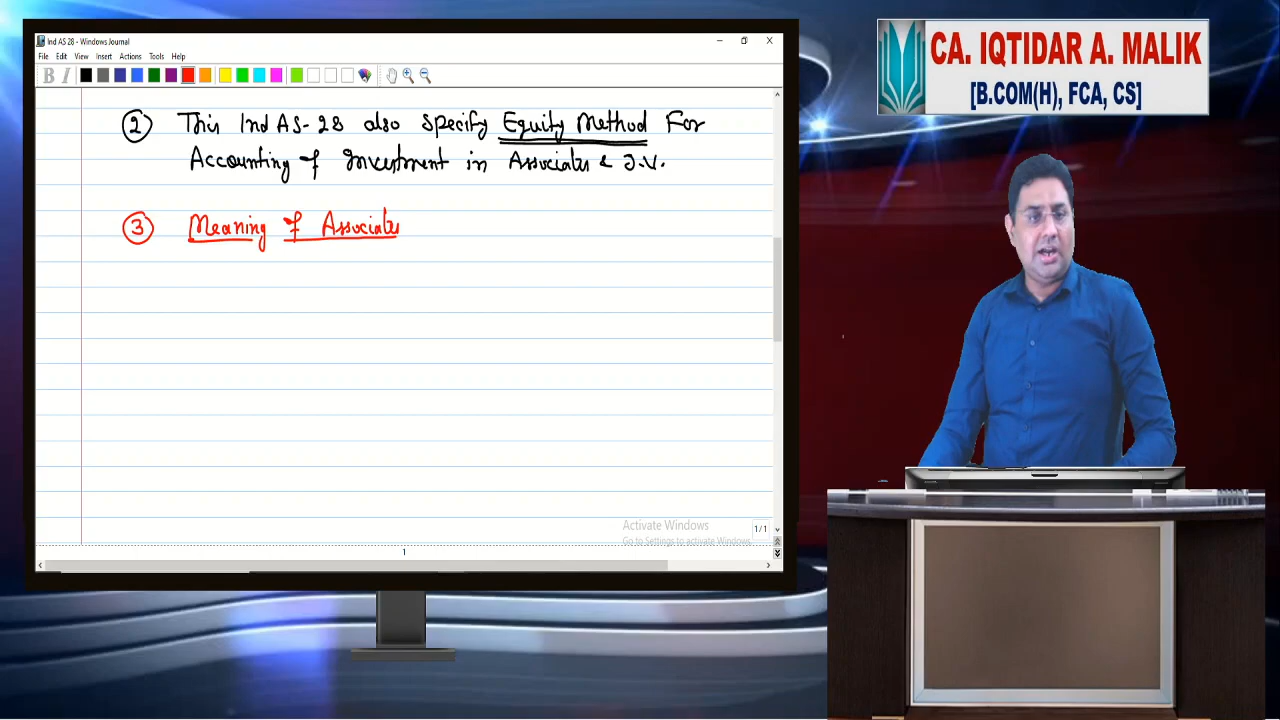 Ind AS 28 - Windows Journal
File Edit View Insert Actions Tools Help
B I
② This Ind AS-28 also specify Equity Method For
Accounting of Investment in Associates & J.V.
③ Meaning of Associates
Activate Windows
Go to Settings to activate Windows.
1/1
1
CA. IQTIDAR A. MALIK
[B.COM(H), FCA, CS]